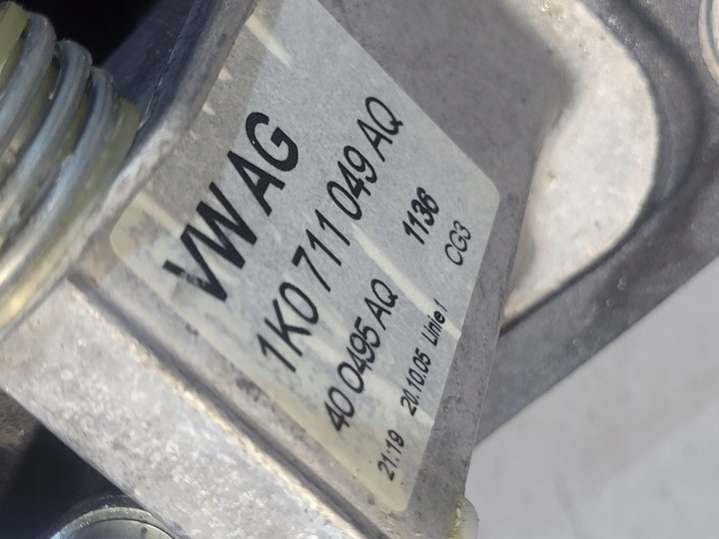 VW AG
1K0 711 049 AQ
40 0495 AQ 1136
21:19 20.10.05 Linie 1 CG3